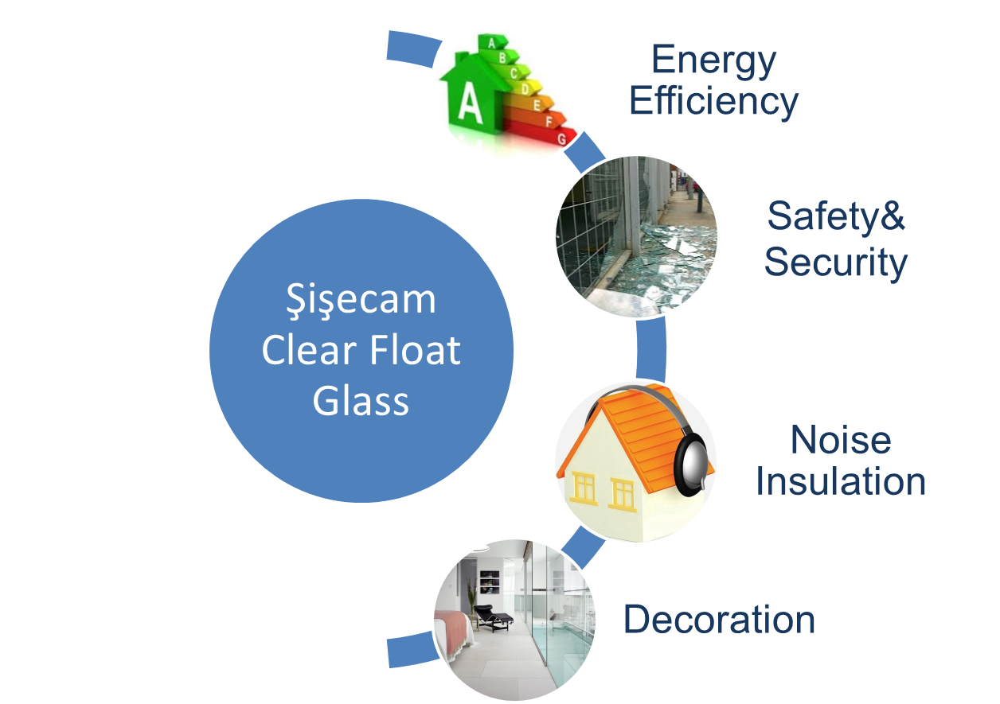 A
B
C
D
E
F
G
A
Energy
Efficiency
Safety&
Security
Şişecam
Clear Float
Glass
Noise
Insulation
Decoration